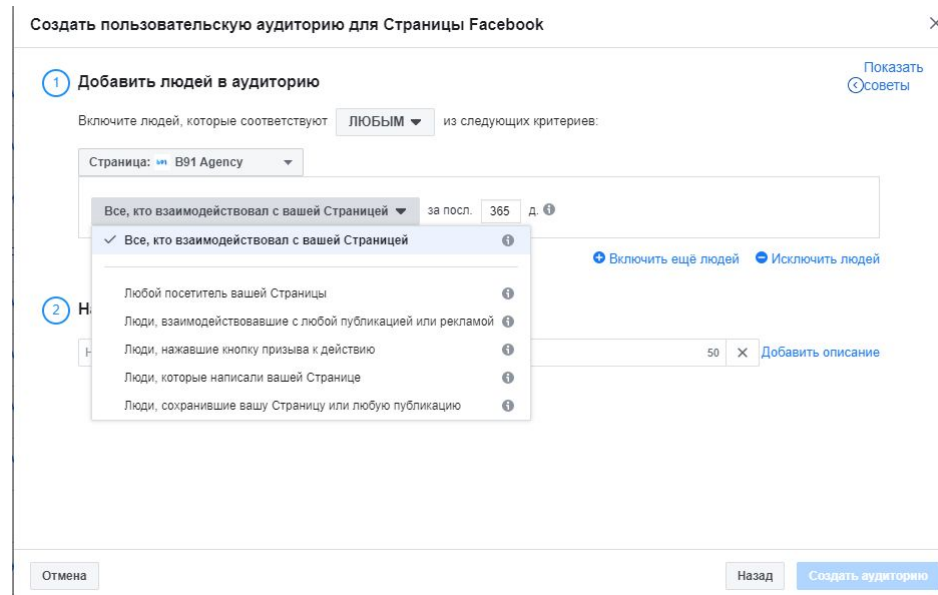 Создать пользовательскую аудиторию для Страницы Facebook
Показать советы
1 Добавить людей в аудиторию
Включите людей, которые соответствуют ЛЮБЫМ из следующих критериев:
Страница: B91 Agency
Все, кто взаимодействовал с вашей Страницей за посл. 365 д.
Все, кто взаимодействовал с вашей Страницей
Включить ещё людей Исключить людей
Любой посетитель вашей Страницы
Люди, взаимодействовавшие с любой публикацией или рекламой
Люди, нажавшие кнопку призыва к действию
Люди, которые написали вашей Странице
Люди, сохранившие вашу Страницу или любую публикацию
2
50 Добавить описание
Отмена Назад Создать аудиторию